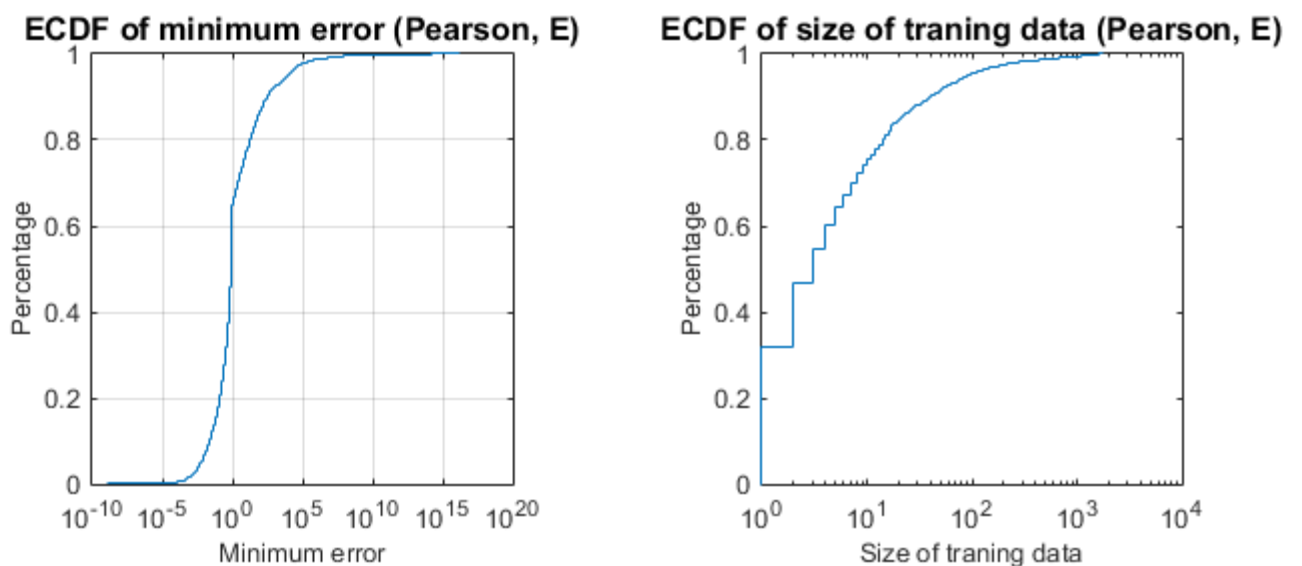 ECDF of minimum error (Pearson, E)
1
0.8
0.6
0.4
0.2
0
Percentage
10^-10 10^-5 10^0 10^5 10^10 10^15 10^20
Minimum error
ECDF of size of traning data (Pearson, E)
1
0.8
0.6
0.4
0.2
0
Percentage
10^0 10^1 10^2 10^3 10^4
Size of traning data